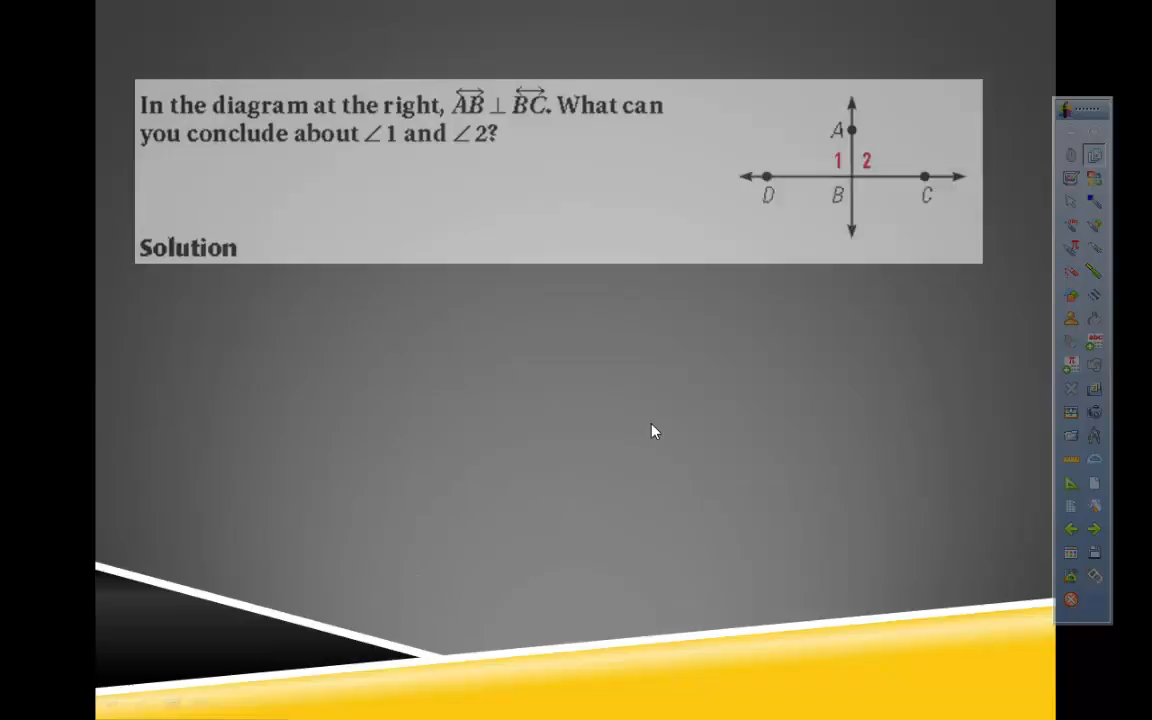 In the diagram at the right, AB ⊥ BC. What can
you conclude about ∠1 and ∠2?
A
1 2
D B C
Solution